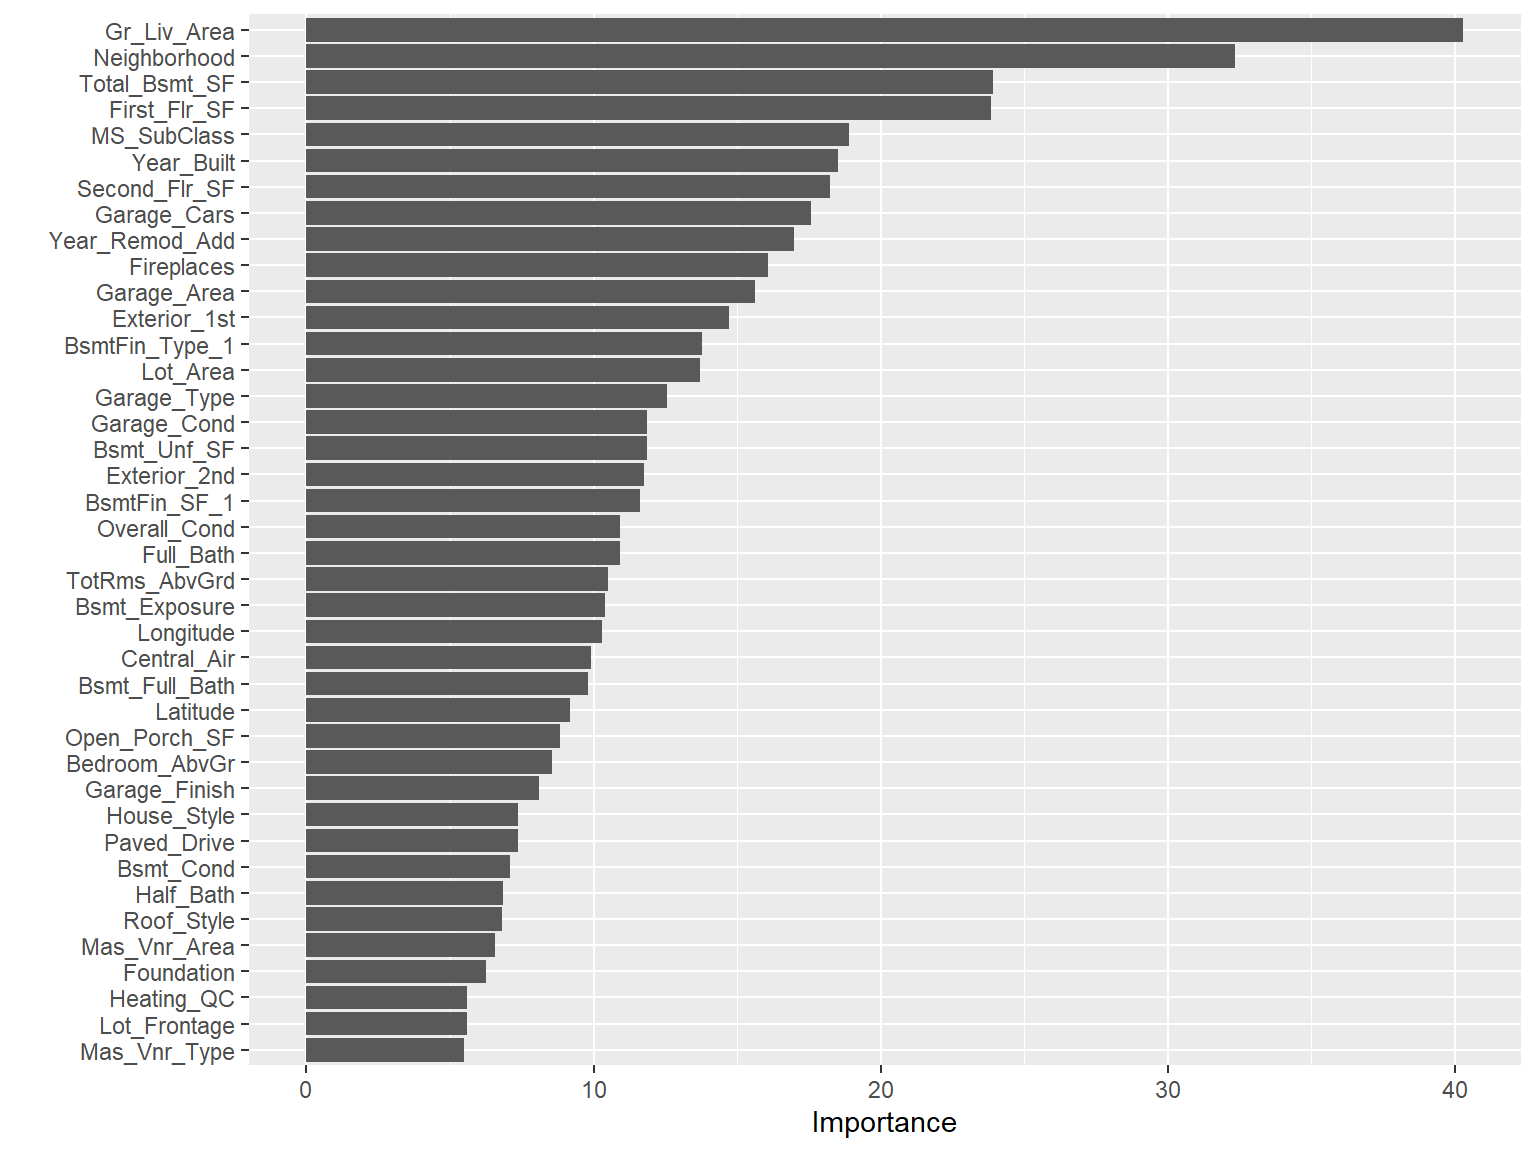 Gr_Liv_Area
Neighborhood
Total_Bsmt_SF
First_Flr_SF
MS_SubClass
Year_Built
Second_Flr_SF
Garage_Cars
Year_Remod_Add
Fireplaces
Garage_Area
Exterior_1st
BsmtFin_Type_1
Lot_Area
Garage_Type
Garage_Cond
Bsmt_Unf_SF
Exterior_2nd
BsmtFin_SF_1
Overall_Cond
Full_Bath
TotRms_AbvGrd
Bsmt_Exposure
Longitude
Central_Air
Bsmt_Full_Bath
Latitude
Open_Porch_SF
Bedroom_AbvGr
Garage_Finish
House_Style
Paved_Drive
Bsmt_Cond
Half_Bath
Roof_Style
Mas_Vnr_Area
Foundation
Heating_QC
Lot_Frontage
Mas_Vnr_Type
0 10 20 30 40
Importance